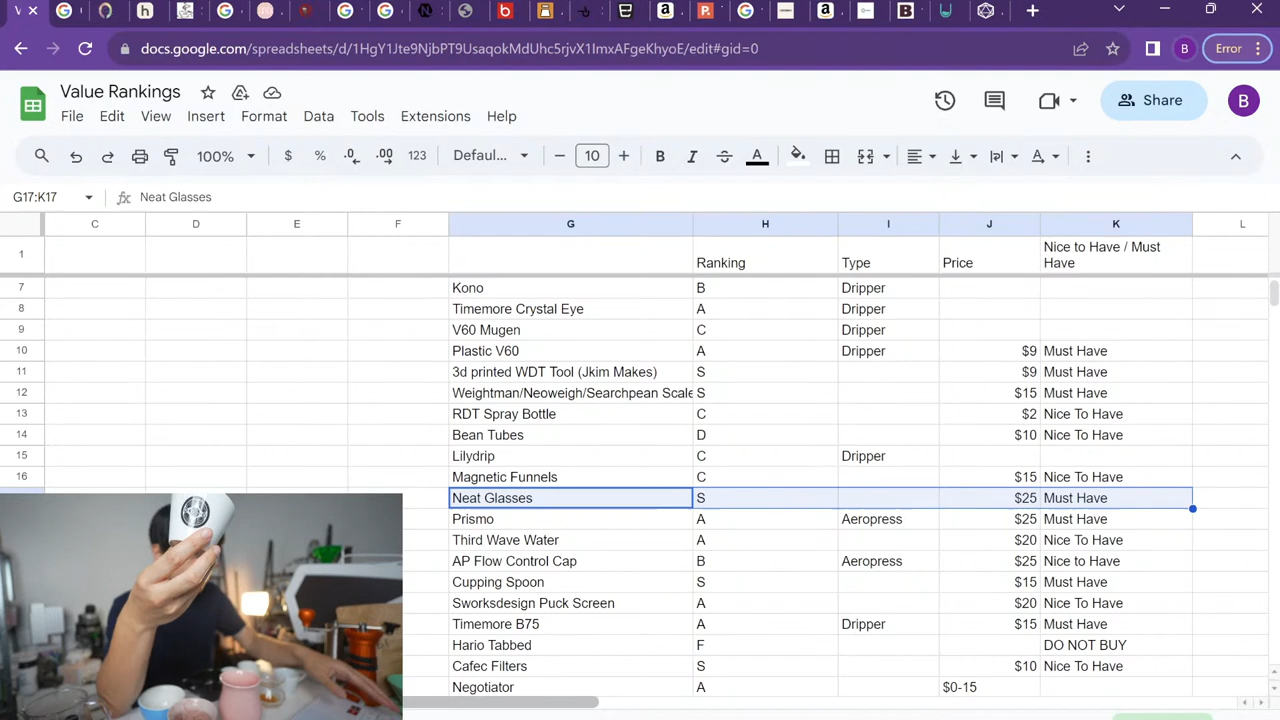 docs.google.com/spreadsheets/d/1HgY1Jte9NjbPT9UsaqokMdUhc5rjvX1ImxAFgeKhyoE/edit#gid=0
B
Error
Value Rankings
File Edit View Insert Format Data Tools Extensions Help
Share
B
100%
$ % .0 .00 123
Defaul...
10
B I A
G17:K17
fx Neat Glasses
C D E F G H I J K L
1 Ranking Type Price Nice to Have / Must Have
7 Kono B Dripper
8 Timemore Crystal Eye A Dripper
9 V60 Mugen C Dripper
10 Plastic V60 A Dripper $9 Must Have
11 3d printed WDT Tool (Jkim Makes) S $9 Must Have
12 Weightman/Neoweigh/Searchpean Scale S $15 Must Have
13 RDT Spray Bottle C $2 Nice To Have
14 Bean Tubes D $10 Nice To Have
15 Lilydrip C Dripper
16 Magnetic Funnels C $15 Nice To Have
Neat Glasses S $25 Must Have
Prismo A Aeropress $25 Must Have
Third Wave Water A $20 Nice To Have
AP Flow Control Cap B Aeropress $25 Nice to Have
Cupping Spoon S $15 Must Have
Sworksdesign Puck Screen A $20 Nice To Have
Timemore B75 A Dripper $15 Must Have
Hario Tabbed F DO NOT BUY
Cafec Filters S $10 Nice To Have
Negotiator A $0-15